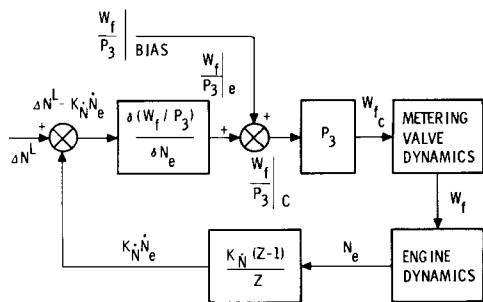 W_f/P_3|BIAS
W_f/P_3|e
ΔN^L - K_Ṅ Ṅ_e
+
ΔN^L
δ(W_f / P_3)
δN_e
+
+
W_f/P_3|C
P_3
W_f_C
METERING
VALVE
DYNAMICS
W_f
K_Ṅ Ṅ_e
K_Ṅ (Z-1)
Z
N_e
ENGINE
DYNAMICS